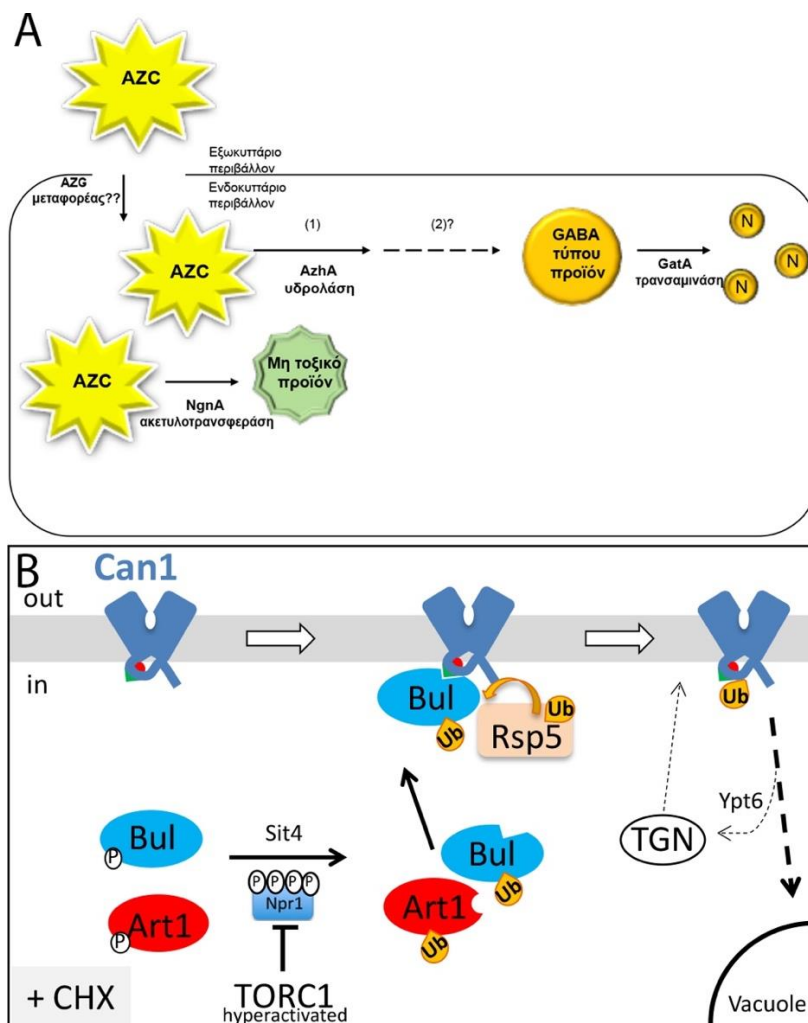 A
AZC
Εξωκυττάριο
περιβάλλον
AZG
μεταφορέας??
Ενδοκυττάριο
περιβάλλον
AZC
(1)
AzhA
υδρολάση
(2)?
GABA
τύπου
προϊόν
GatA
τρανσαμινάση
N
N
N
AZC
NgnA
ακετυλοτρανσφεράση
Μη τοξικό
προϊόν
B
Can1
out
in
Bul
Ub
Ub
Rsp5
Ub
Ypt6
TGN
Bul
P
Sit4
P P P P
Npr1
Bul
Ub
Art1
P
Art1
Ub
TORC1
hyperactivated
+ CHX
Vacuole